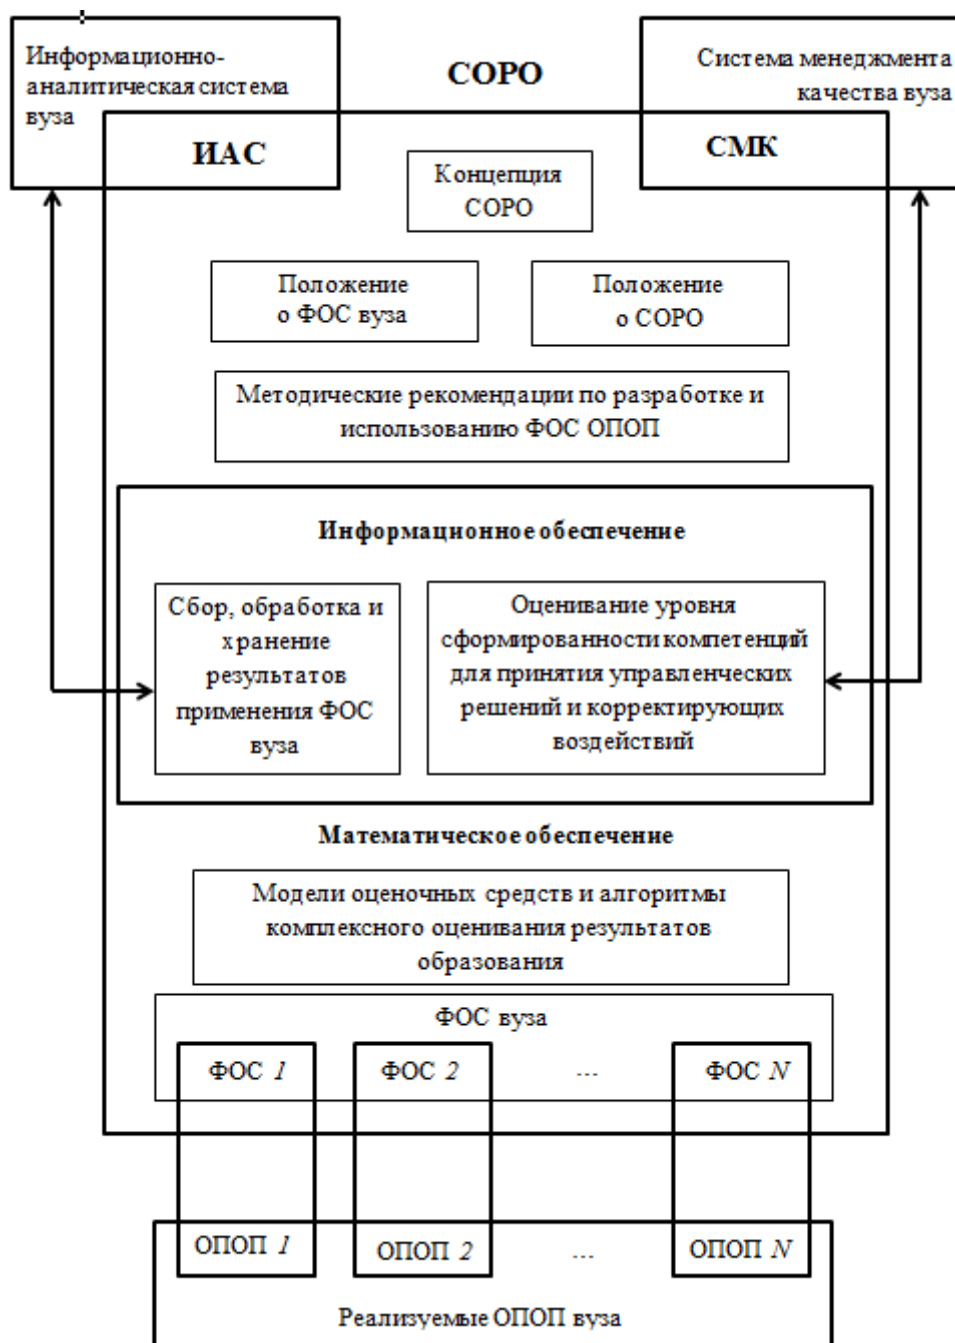 Информационно-
аналитическая система
вуза
ИАС
СОРО
Система менеджмента
качества вуза
СМК
Концепция
СОРО
Положение
о ФОС вуза
Положение
о СОРО
Методические рекомендации по разработке и
использованию ФОС ОПОП
Информационное обеспечение
Сбор, обработка и
хранение
результатов
применения ФОС
вуза
Оценивание уровня
сформированности компетенций
для принятия управленческих
решений и корректирующих
воздействий
Математическое обеспечение
Модели оценочных средств и алгоритмы
комплексного оценивания результатов
образования
ФОС вуза
ФОС 1
ФОС 2
...
ФОС N
ОПОП 1
ОПОП 2
...
ОПОП N
Реализуемые ОПОП вуза